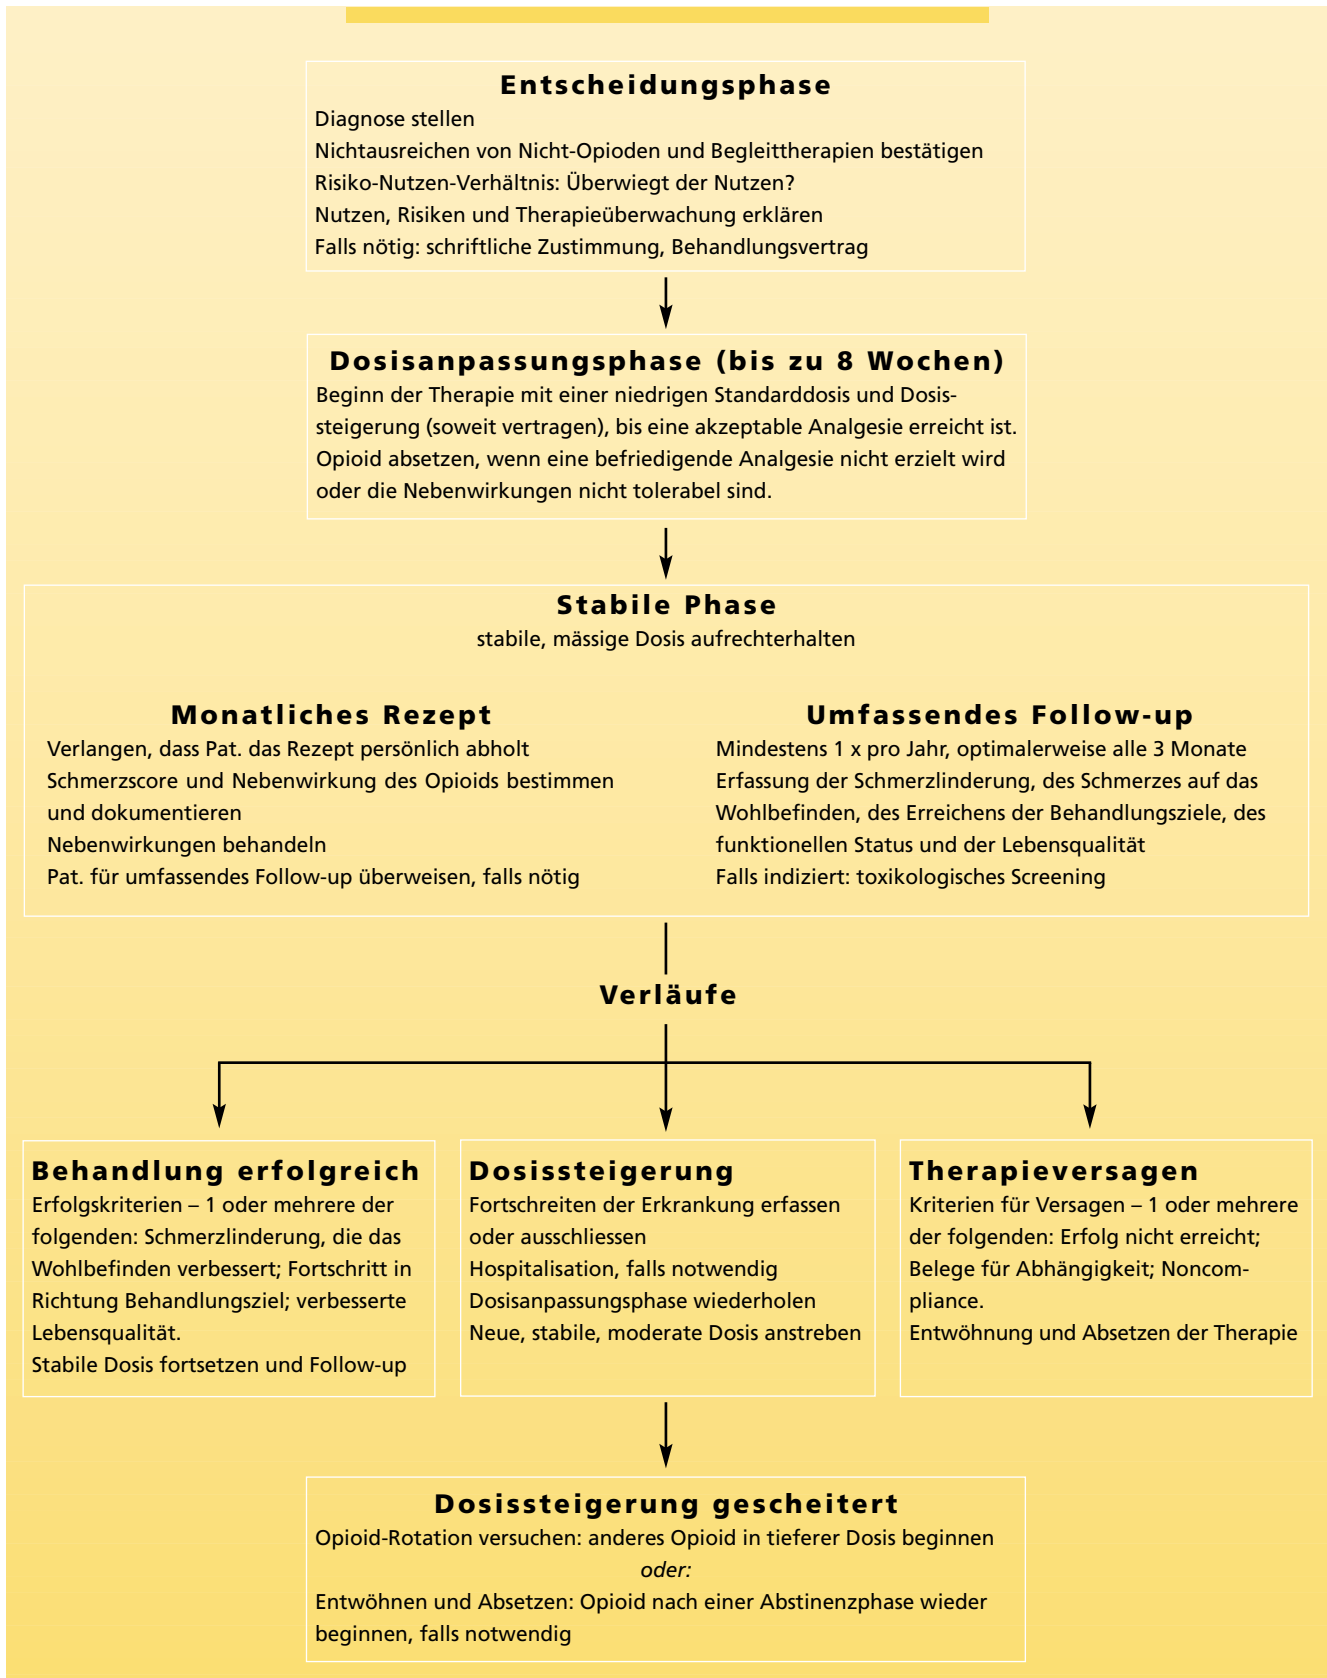 Entscheidungsphase
Diagnose stellen
Nichtausreichen von Nicht-Opioden und Begleittherapien bestätigen
Risiko-Nutzen-Verhältnis: Überwiegt der Nutzen?
Nutzen, Risiken und Therapieüberwachung erklären
Falls nötig: schriftliche Zustimmung, Behandlungsvertrag
Dosisanpassungsphase (bis zu 8 Wochen)
Beginn der Therapie mit einer niedrigen Standarddosis und Dosis-
steigerung (soweit vertragen), bis eine akzeptable Analgesie erreicht ist.
Opioid absetzen, wenn eine befriedigende Analgesie nicht erzielt wird
oder die Nebenwirkungen nicht tolerabel sind.
Stabile Phase
stabile, mässige Dosis aufrechterhalten
Monatliches Rezept
Verlangen, dass Pat. das Rezept persönlich abholt
Schmerzscore und Nebenwirkung des Opioids bestimmen
und dokumentieren
Nebenwirkungen behandeln
Pat. für umfassendes Follow-up überweisen, falls nötig
Umfassendes Follow-up
Mindestens 1 x pro Jahr, optimalerweise alle 3 Monate
Erfassung der Schmerzlinderung, des Schmerzes auf das
Wohlbefinden, des Erreichens der Behandlungsziele, des
funktionellen Status und der Lebensqualität
Falls indiziert: toxikologisches Screening
Verläufe
Behandlung erfolgreich
Erfolgskriterien – 1 oder mehrere der
folgenden: Schmerzlinderung, die das
Wohlbefinden verbessert; Fortschritt in
Richtung Behandlungsziel; verbesserte
Lebensqualität.
Stabile Dosis fortsetzen und Follow-up
Dosissteigerung
Fortschreiten der Erkrankung erfassen
oder ausschliessen
Hospitalisation, falls notwendig
Dosisanpassungsphase wiederholen
Neue, stabile, moderate Dosis anstreben
Therapieversagen
Kriterien für Versagen – 1 oder mehrere
der folgenden: Erfolg nicht erreicht;
Belege für Abhängigkeit; Noncom-
pliance.
Entwöhnung und Absetzen der Therapie
Dosissteigerung gescheitert
Opioid-Rotation versuchen: anderes Opioid in tieferer Dosis beginnen
oder:
Entwöhnen und Absetzen: Opioid nach einer Abstinenzphase wieder
beginnen, falls notwendig